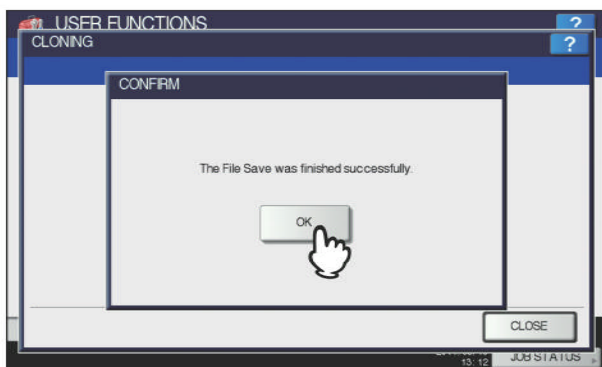 USER FUNCTIONS
?
CLONING
?
CONFIRM
The File Save was finished successfully.
OK
CLOSE
13:12
JOB STATUS